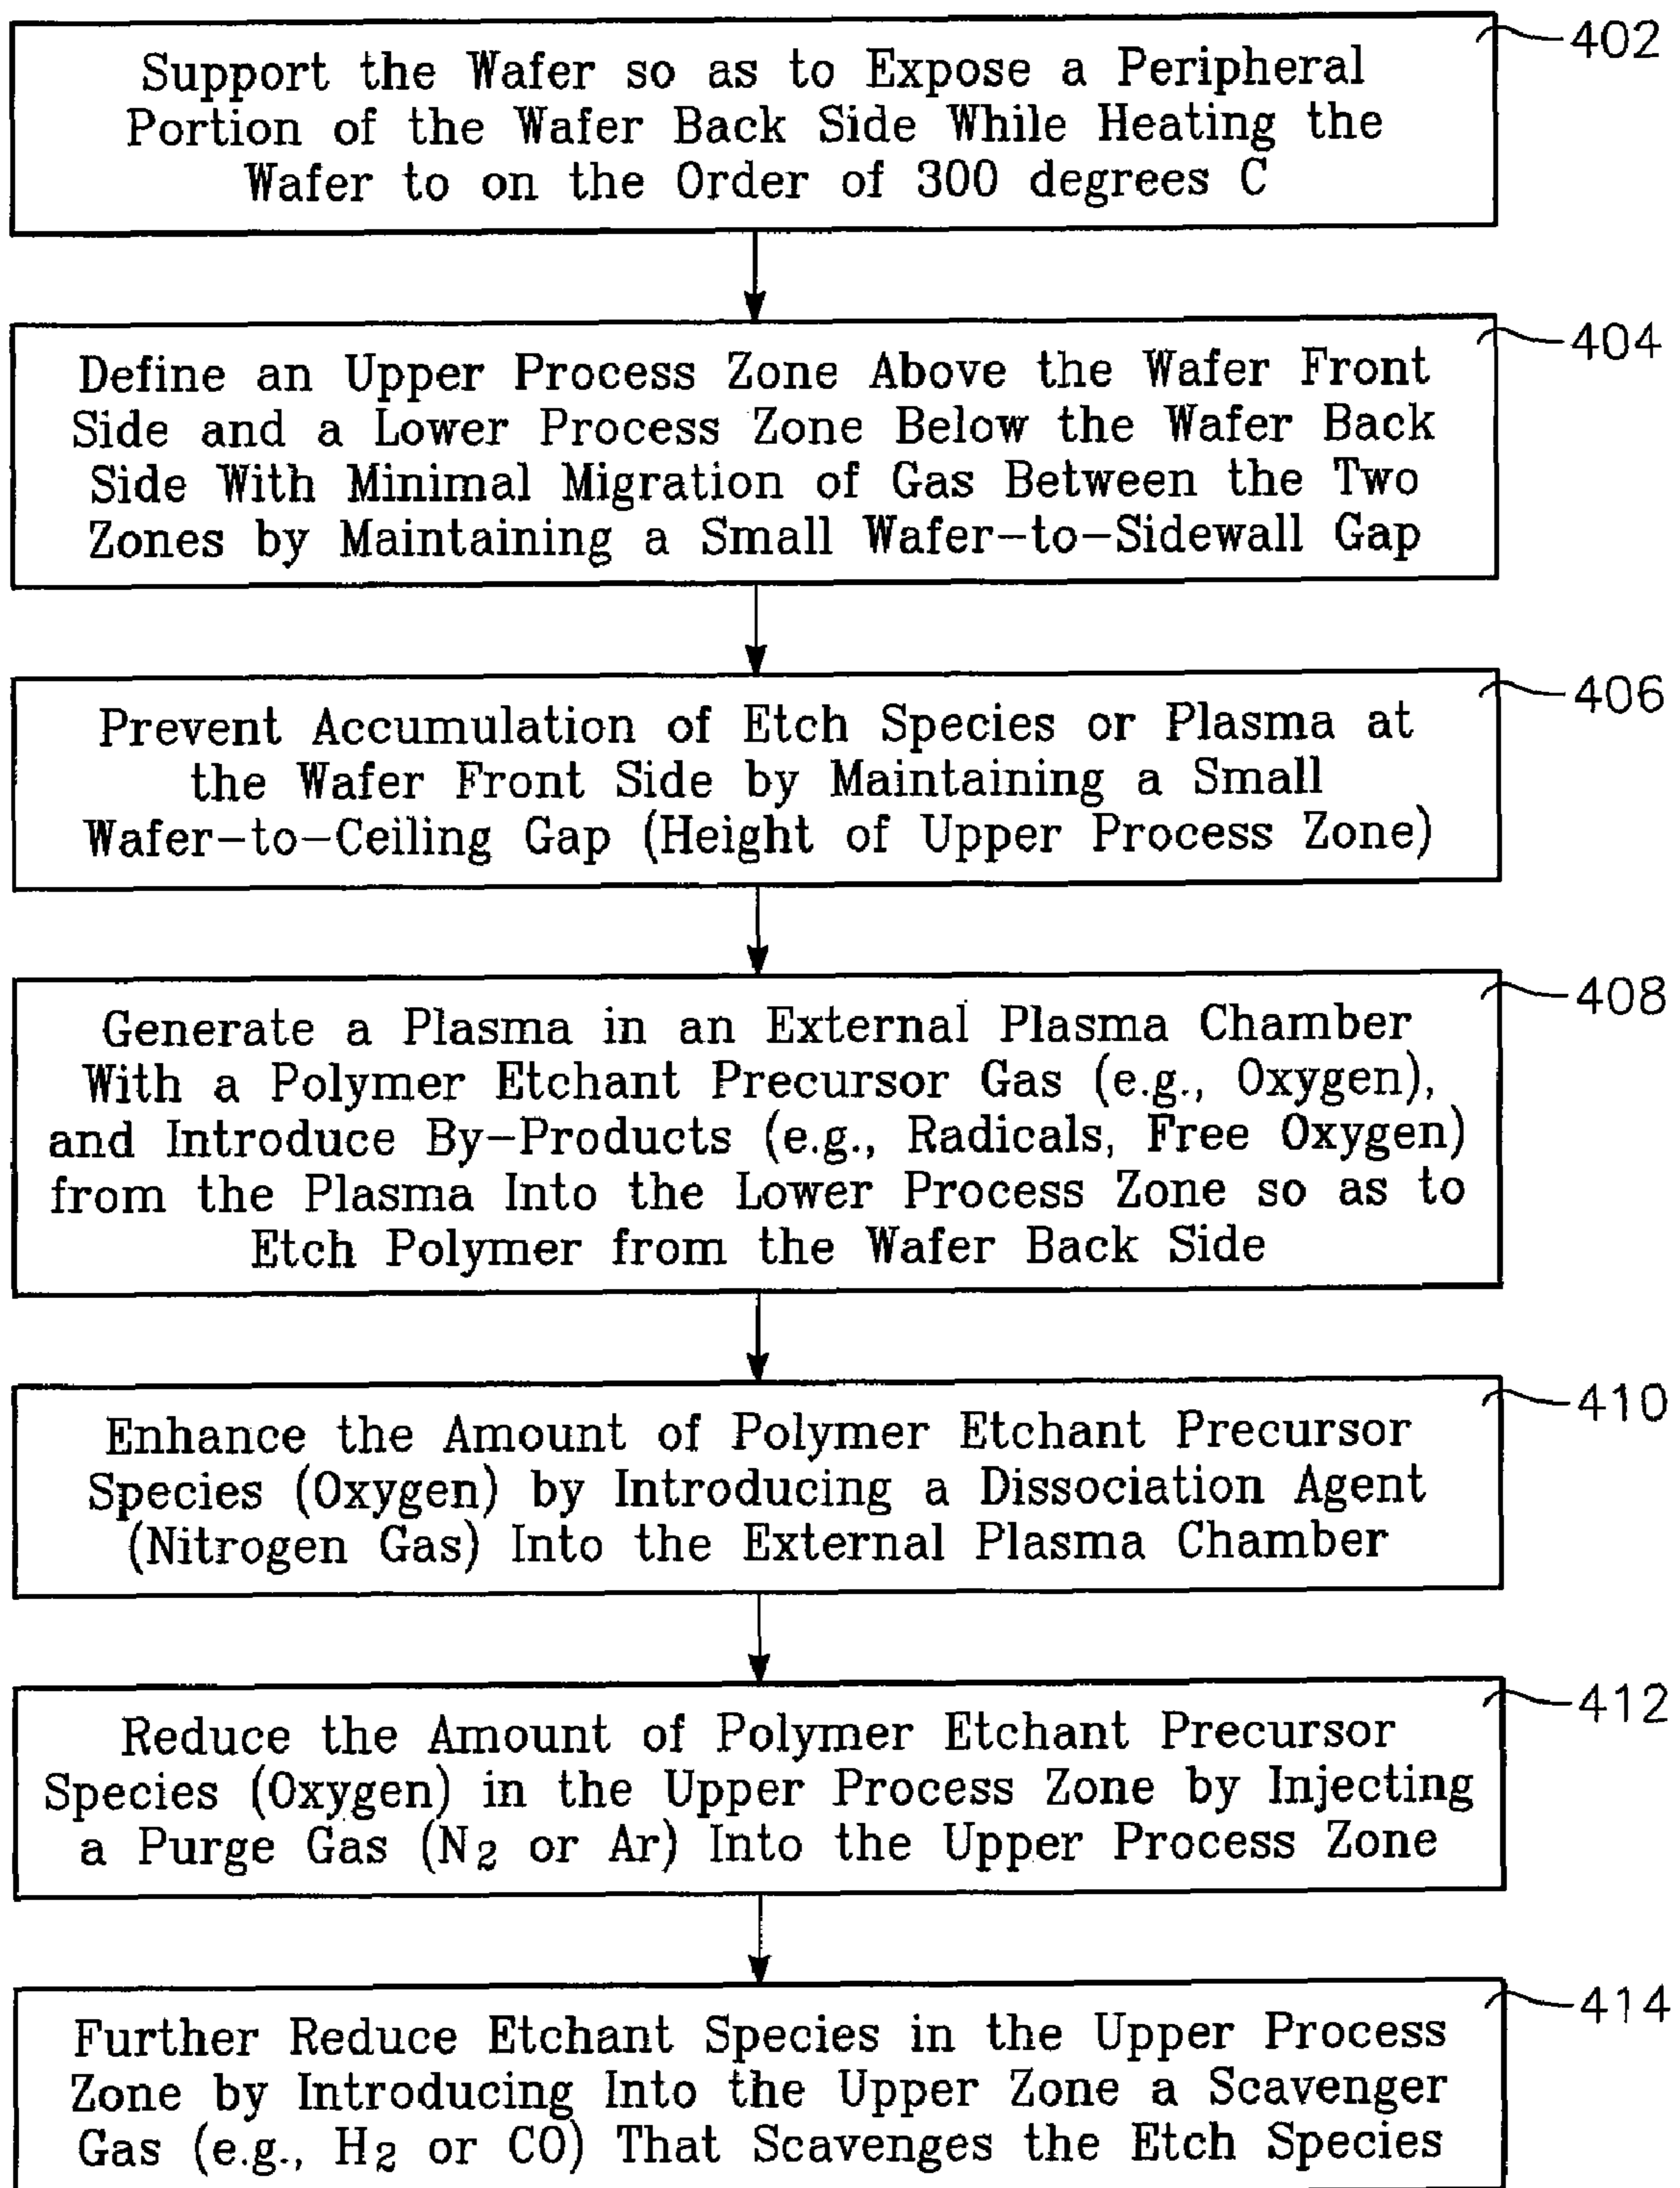 402
Support the Wafer so as to Expose a Peripheral
Portion of the Wafer Back Side While Heating the
Wafer to on the Order of 300 degrees C
404
Define an Upper Process Zone Above the Wafer Front
Side and a Lower Process Zone Below the Wafer Back
Side With Minimal Migration of Gas Between the Two
Zones by Maintaining a Small Wafer-to-Sidewall Gap
406
Prevent Accumulation of Etch Species or Plasma at
the Wafer Front Side by Maintaining a Small
Wafer-to-Ceiling Gap (Height of Upper Process Zone)
408
Generate a Plasma in an External Plasma Chamber
With a Polymer Etchant Precursor Gas (e.g., Oxygen),
and Introduce By-Products (e.g., Radicals, Free Oxygen)
from the Plasma Into the Lower Process Zone so as to
Etch Polymer from the Wafer Back Side
410
Enhance the Amount of Polymer Etchant Precursor
Species (Oxygen) by Introducing a Dissociation Agent
(Nitrogen Gas) Into the External Plasma Chamber
412
Reduce the Amount of Polymer Etchant Precursor
Species (Oxygen) in the Upper Process Zone by Injecting
a Purge Gas (N2 or Ar) Into the Upper Process Zone
414
Further Reduce Etchant Species in the Upper Process
Zone by Introducing Into the Upper Zone a Scavenger
Gas (e.g., H2 or CO) That Scavenges the Etch Species